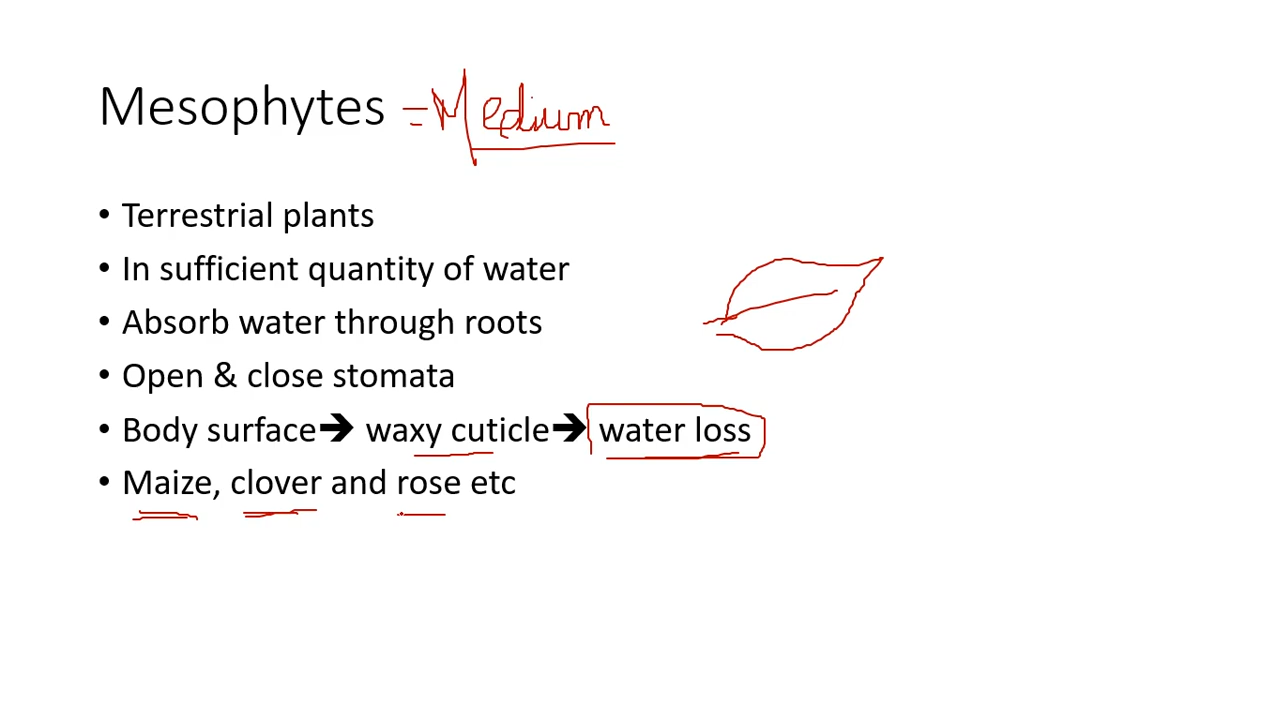 Mesophytes = Medium
• Terrestrial plants
• In sufficient quantity of water
• Absorb water through roots
• Open & close stomata
• Body surface➔ waxy cuticle➔ water loss
• Maize, clover and rose etc